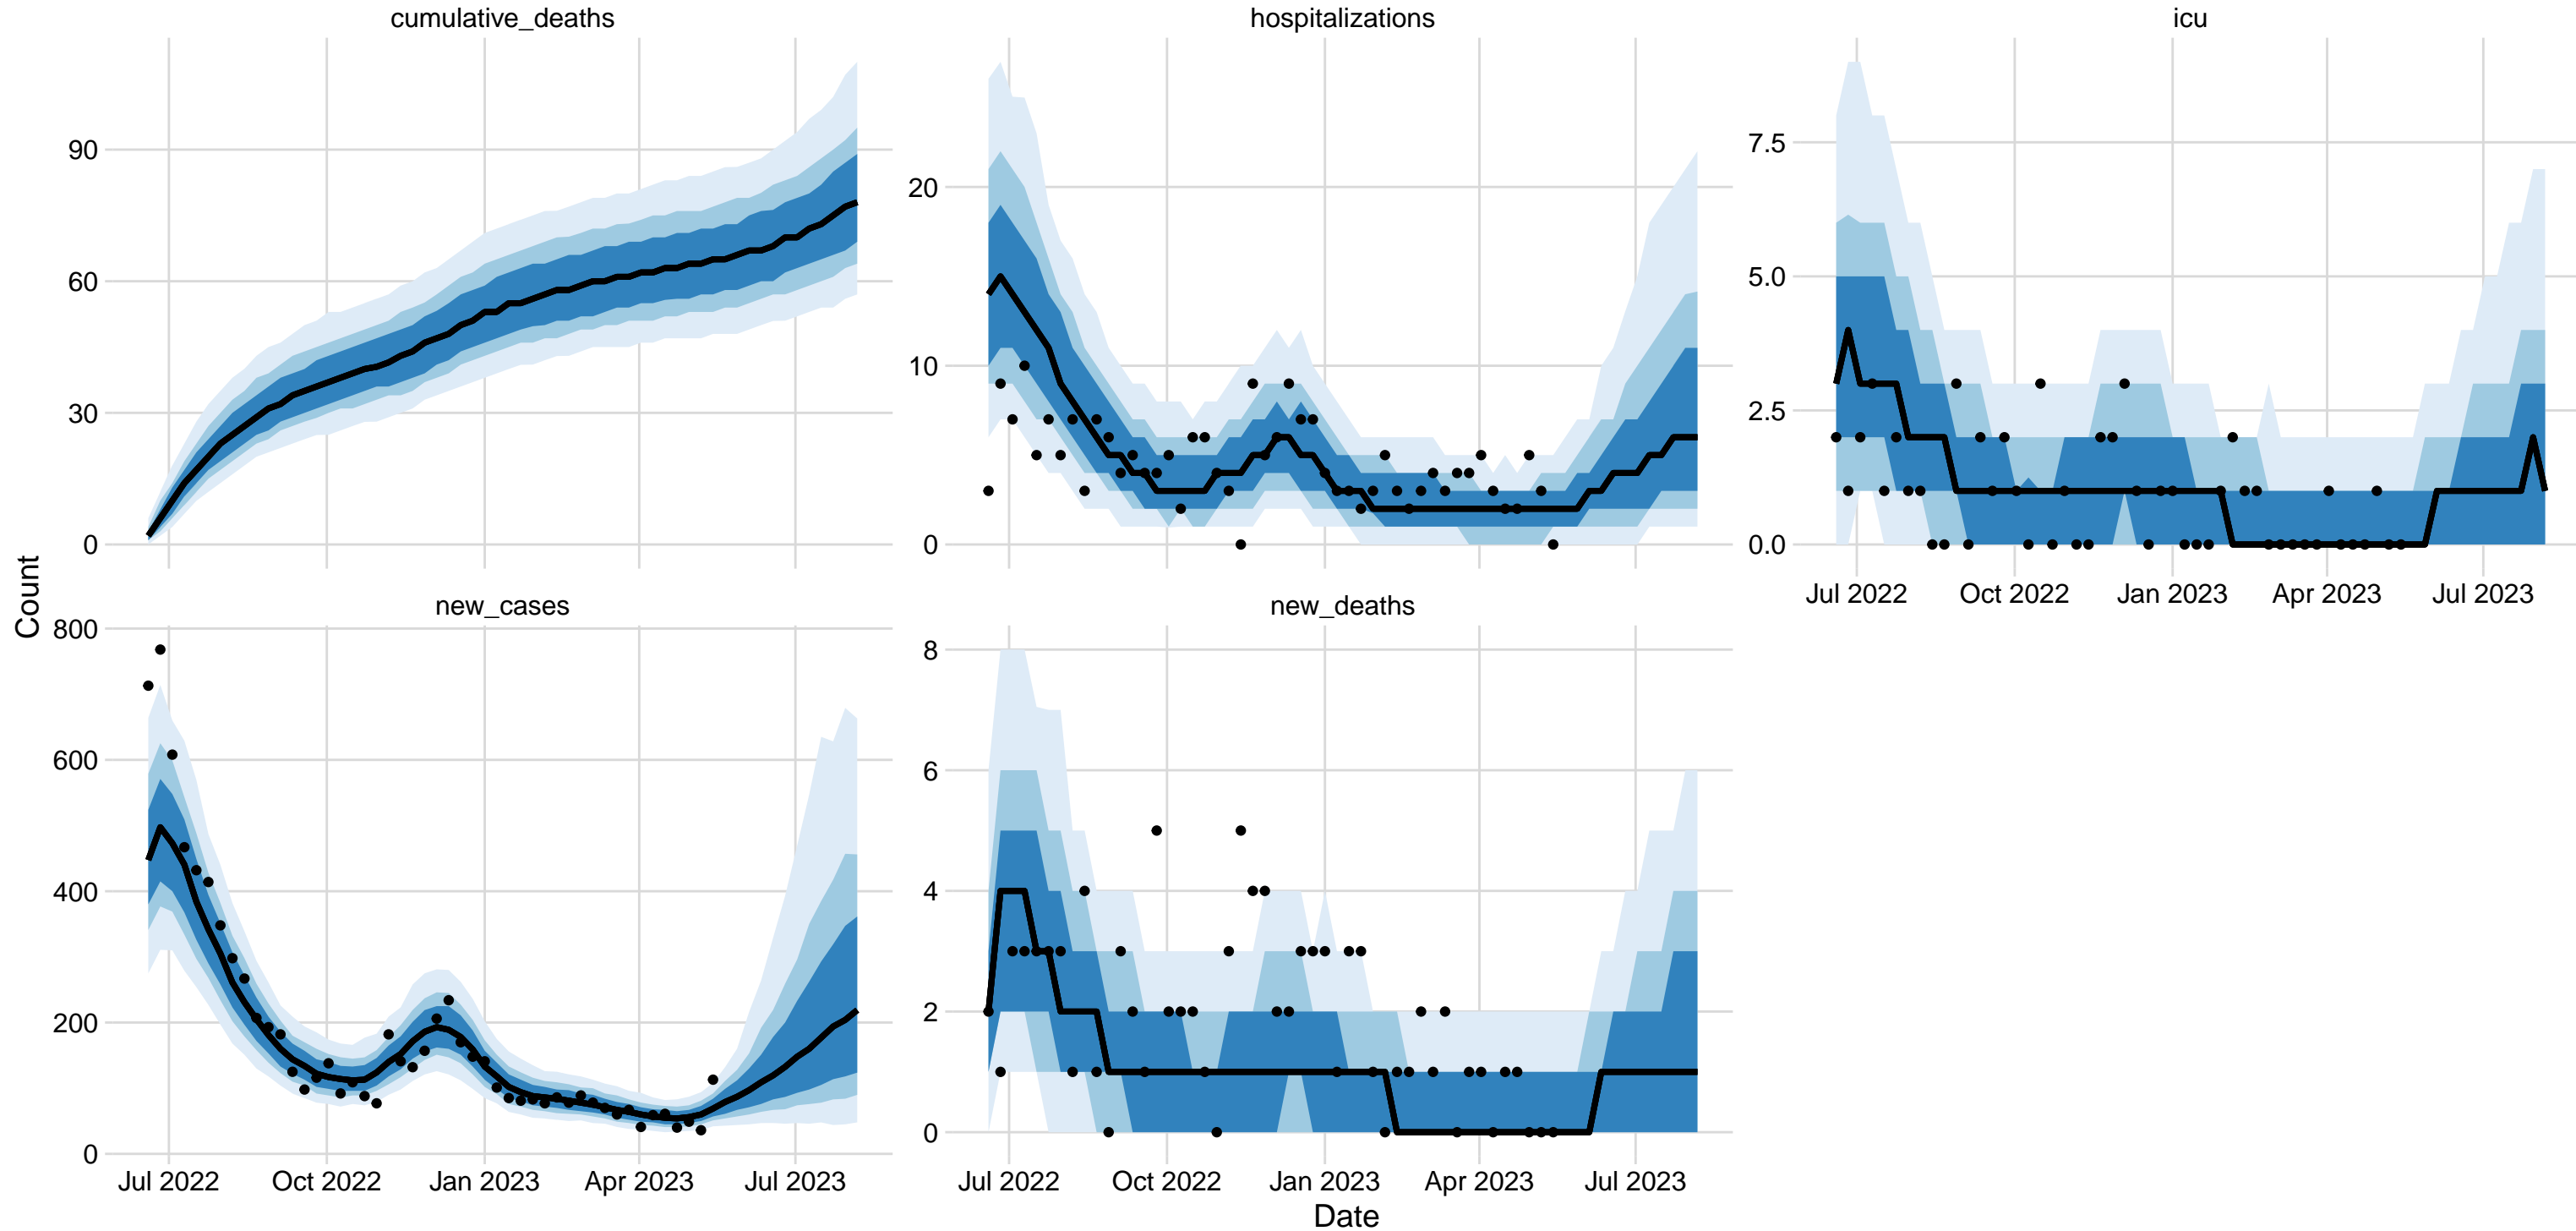 cumulative_deaths
hospitalizations
icu
90
60
30
0
20
10
0
7.5
5.0
2.5
0.0
Jul 2022 Oct 2022 Jan 2023 Apr 2023 Jul 2023
Count
new_cases
new_deaths
800
600
400
200
0
8
6
4
2
0
Jul 2022 Oct 2022 Jan 2023 Apr 2023 Jul 2023
Jul 2022 Oct 2022 Jan 2023 Apr 2023 Jul 2023
Date